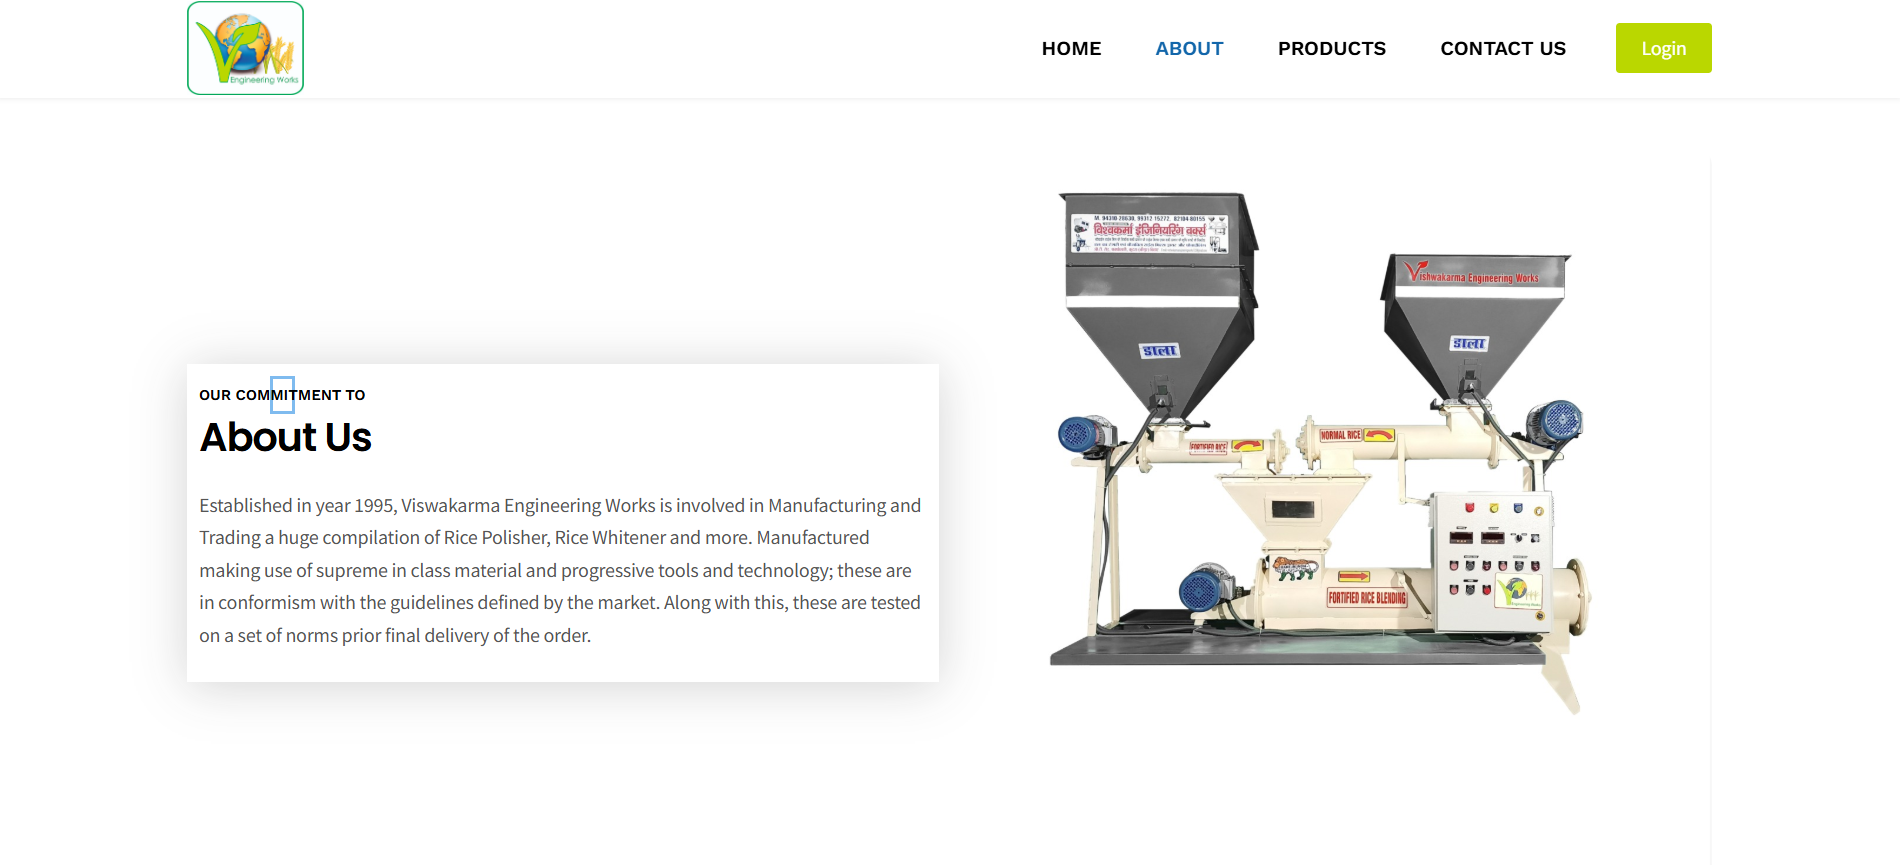 Engineering Works
HOME
ABOUT
PRODUCTS
CONTACT US
Login
OUR COMMITMENT TO
About Us
Established in year 1995, Viswakarma Engineering Works is involved in Manufacturing and
Trading a huge compilation of Rice Polisher, Rice Whitener and more. Manufactured
making use of supreme in class material and progressive tools and technology; these are
in conformism with the guidelines defined by the market. Along with this, these are tested
on a set of norms prior final delivery of the order.
विश्वकर्मा इंजिनियरिंग वर्क्स
Vishwakarma Engineering Works
डाला
डाला
FORTIFIED RICE
NORMAL RICE
FORTIFIED RICE BLENDING
Engineering Works